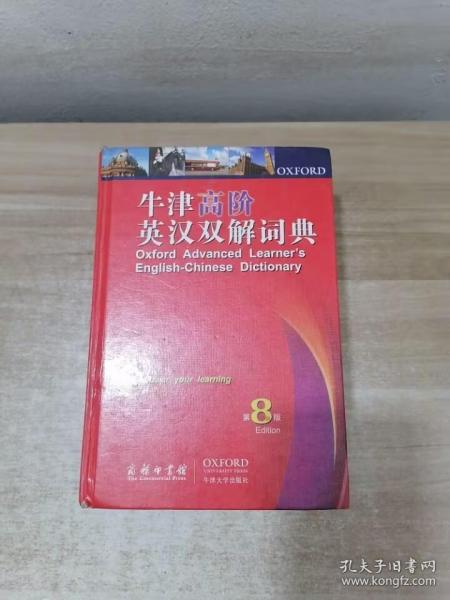 OXFORD
牛津高阶
英汉双解词典
Oxford Advanced Learner's
English-Chinese Dictionary
your learning
第8版
Edition
商务印书馆
The Commercial Press
OXFORD
UNIVERSITY PRESS
牛津大学出版社
孔夫子旧书网
www.kongfz.com